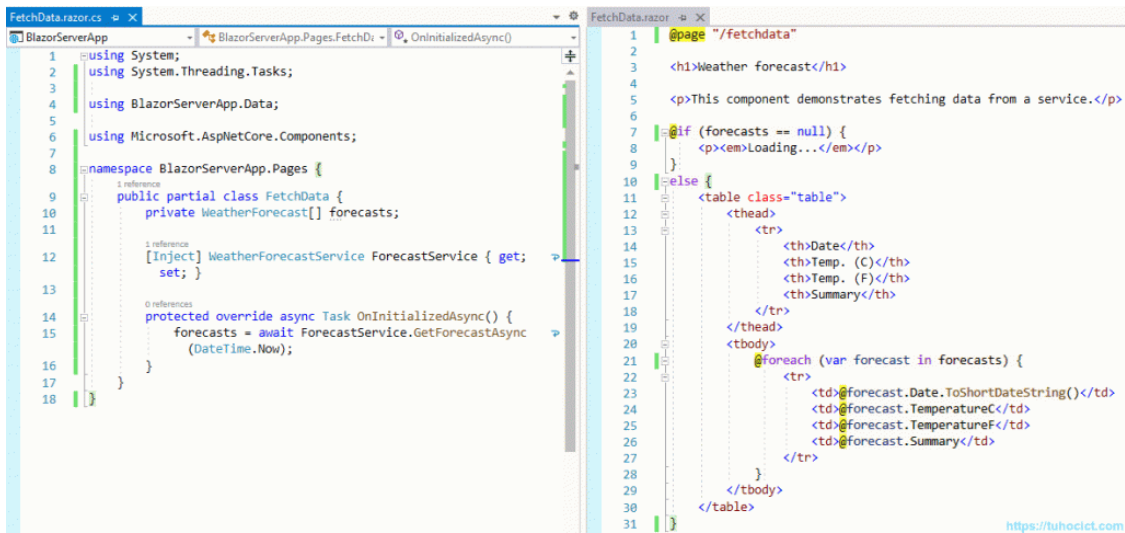 FetchData.razor.cs
BlazorServerApp
BlazorServerApp.Pages.FetchDa
OnInitializedAsync()
1 using System;
2 using System.Threading.Tasks;
3
4 using BlazorServerApp.Data;
5
6 using Microsoft.AspNetCore.Components;
7
8 namespace BlazorServerApp.Pages {
1 reference
9 public partial class FetchData {
10 private WeatherForecast[] forecasts;
11
1 reference
12 [Inject] WeatherForecastService ForecastService { get;
set; }
13
0 references
14 protected override async Task OnInitializedAsync() {
15 forecasts = await ForecastService.GetForecastAsync
(DateTime.Now);
16 }
17 }
18 }
FetchData.razor
1 @page "/fetchdata"
2
3 <h1>Weather forecast</h1>
4
5 <p>This component demonstrates fetching data from a service.</p>
6
7 @if (forecasts == null) {
8 <p><em>Loading...</em></p>
9 }
10 else {
11 <table class="table">
12 <thead>
13 <tr>
14 <th>Date</th>
15 <th>Temp. (C)</th>
16 <th>Temp. (F)</th>
17 <th>Summary</th>
18 </tr>
19 </thead>
20 <tbody>
21 @foreach (var forecast in forecasts) {
22 <tr>
23 <td>@forecast.Date.ToShortDateString()</td>
24 <td>@forecast.TemperatureC</td>
25 <td>@forecast.TemperatureF</td>
26 <td>@forecast.Summary</td>
27 </tr>
28 }
29 </tbody>
30 </table>
31 }
https://tuhocict.com